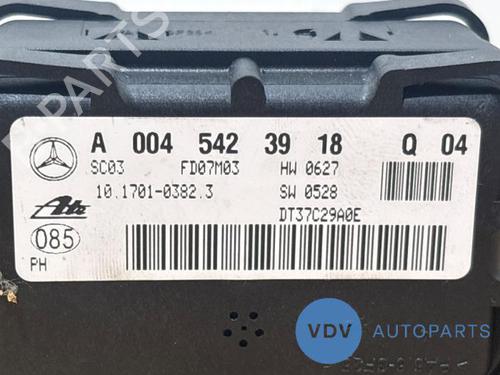 A 004 542 39 18 Q 04
SC03 FD07M03 HW 0627
10.1701-0382.3 SW 0528
Ate DT37C29A0E
085
PH
VDV AUTOPARTS
PARTS